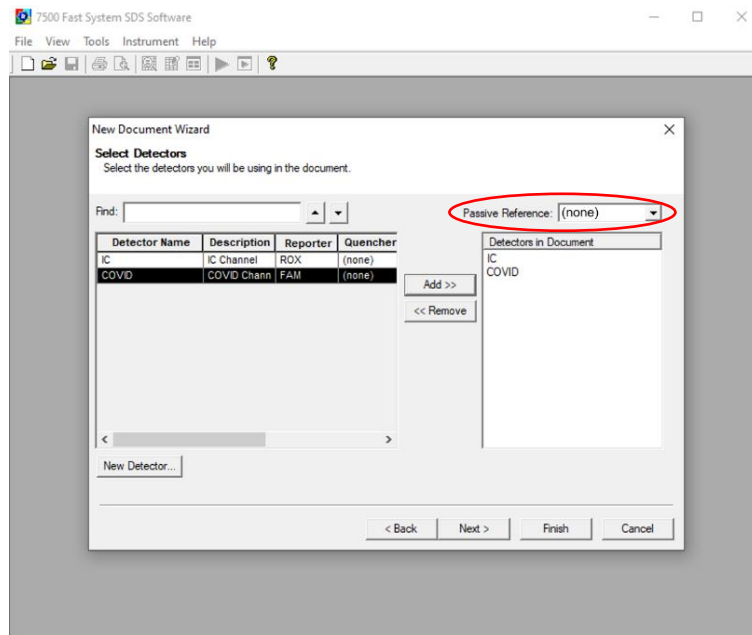 7500 Fast System SDS Software
File View Tools Instrument Help
New Document Wizard
Select Detectors
Select the detectors you will be using in the document.
Find:
Passive Reference: (none)
Detector Name Description Reporter Quencher
IC IC Channel ROX (none)
COVID COVID Chann FAM (none)
Detectors in Document
IC
COVID
Add >>
<< Remove
New Detector...
< Back Next > Finish Cancel